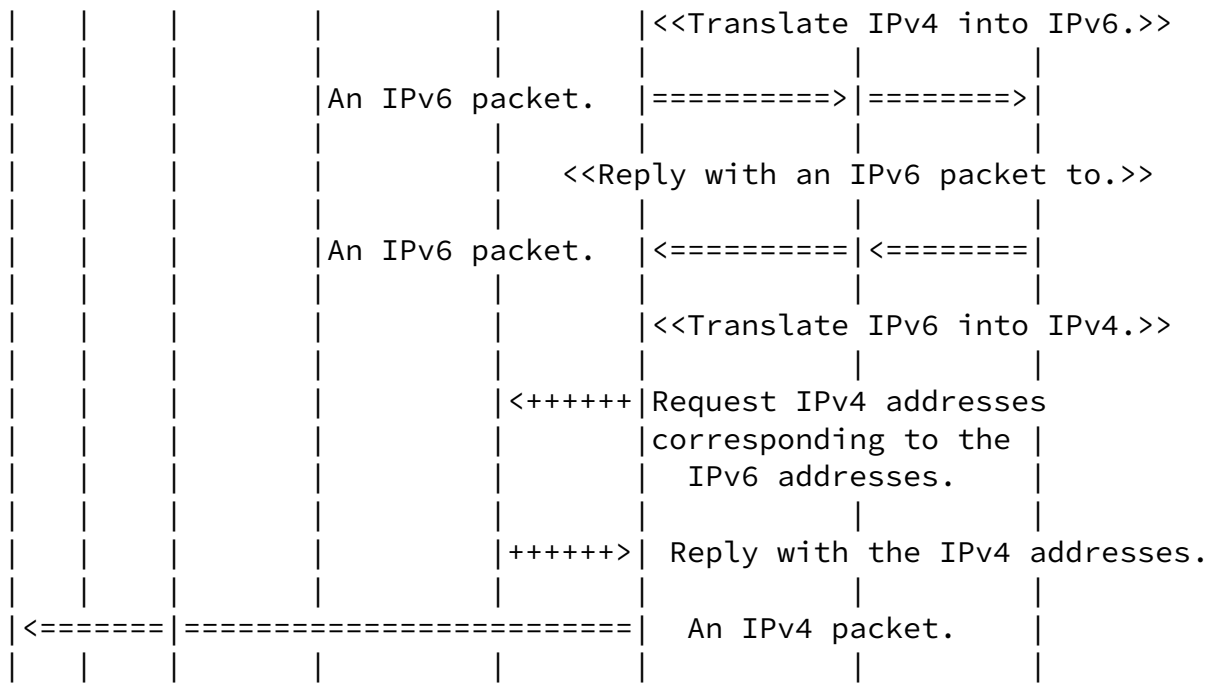 <<Translate IPv4 into IPv6.>>
An IPv6 packet. |==========>|========>|
<<Reply with an IPv6 packet to.>>
An IPv6 packet. |<==========|<========|
<<Translate IPv6 into IPv4.>>
|<++++++|Request IPv4 addresses
corresponding to the
IPv6 addresses.
|++++++>| Reply with the IPv4 addresses.
|<=======|=========================| An IPv4 packet.